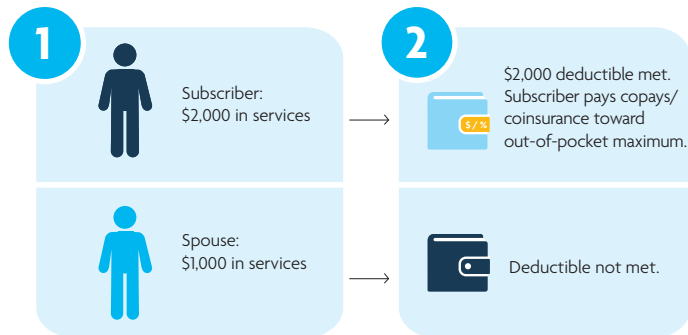 1
Subscriber:
$2,000 in services
2
$2,000 deductible met.
Subscriber pays copays/
coinsurance toward
out-of-pocket maximum.
$ / %
Spouse:
$1,000 in services
Deductible not met.